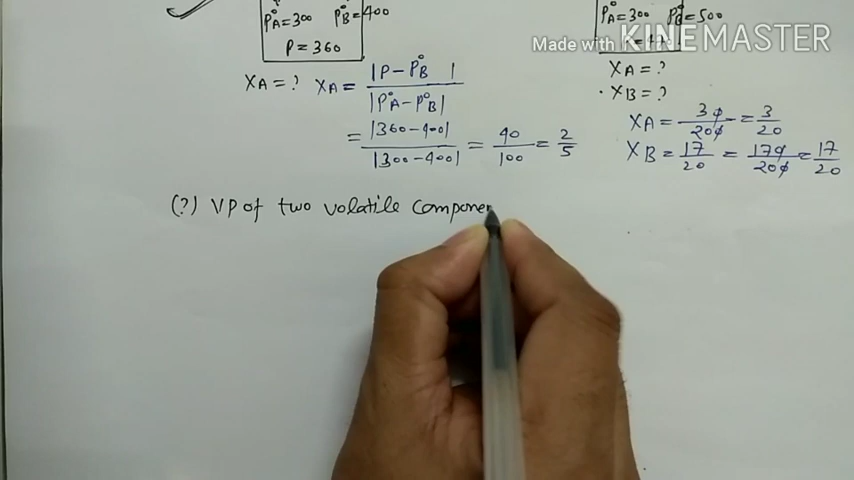 P°A=300 P°B=400
P=360
XA=? XA= |P-P°B |
|P°A-P°B|
= |360-400| = 40 = 2
|300-400| 100 5
P°A=300 P°B=500
Made with KINEMASTER
XA=?
. XB=?
XA= 30 = 3
200 20
XB= 17 = 170 = 17
20 200 20
(?) VP of two volatile componen